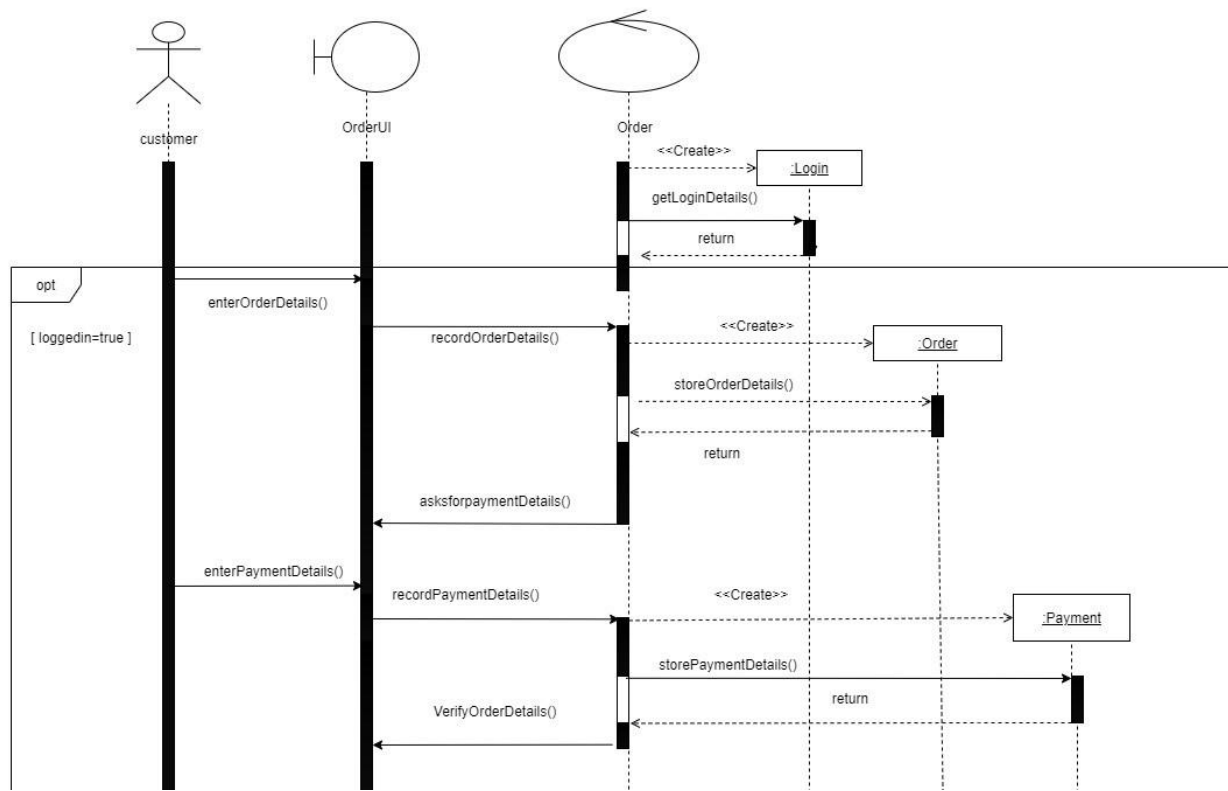 customer
OrderUI
Order
<<Create>>
:Login
getLoginDetails()
return
opt
enterOrderDetails()
[ loggedin=true ]
recordOrderDetails()
<<Create>>
:Order
storeOrderDetails()
return
asksforpaymentDetails()
enterPaymentDetails()
recordPaymentDetails()
<<Create>>
:Payment
storePaymentDetails()
return
VerifyOrderDetails()